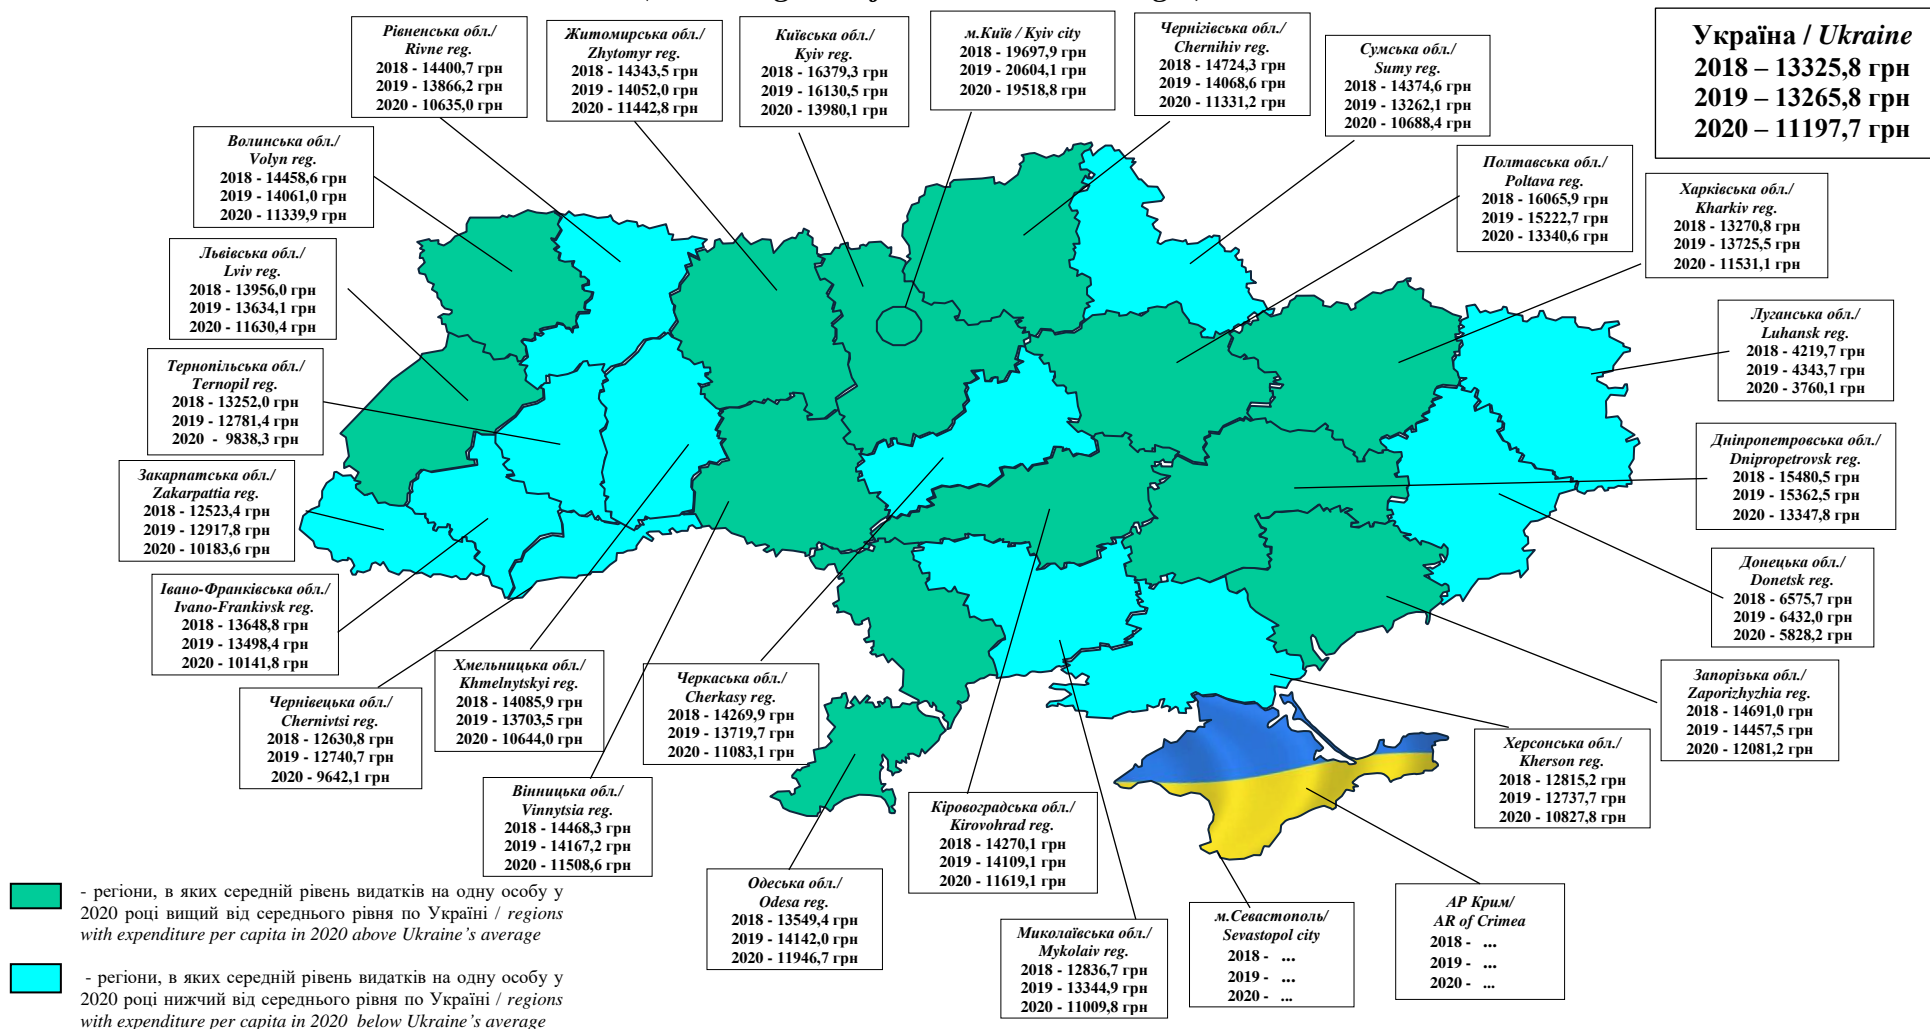 Україна / Ukraine
2018 – 13325,8 грн
2019 – 13265,8 грн
2020 – 11197,7 грн
Рівненська обл./
Rivne reg.
2018 - 14400,7 грн
2019 - 13866,2 грн
2020 - 10635,0 грн
Житомирська обл./
Zhytomyr reg.
2018 - 14343,5 грн
2019 - 14052,0 грн
2020 - 11442,8 грн
Київська обл./
Kyiv reg.
2018 - 16379,3 грн
2019 - 16130,5 грн
2020 - 13980,1 грн
м.Київ / Kyiv city
2018 - 19697,9 грн
2019 - 20604,1 грн
2020 - 19518,8 грн
Чернігівська обл./
Chernihiv reg.
2018 - 14724,3 грн
2019 - 14068,6 грн
2020 - 11331,2 грн
Сумська обл./
Sumy reg.
2018 - 14374,6 грн
2019 - 13262,1 грн
2020 - 10688,4 грн
Волинська обл./
Volyn reg.
2018 - 14458,6 грн
2019 - 14061,0 грн
2020 - 11339,9 грн
Полтавська обл./
Poltava reg.
2018 - 16065,9 грн
2019 - 15222,7 грн
2020 - 13340,6 грн
Харківська обл./
Kharkiv reg.
2018 - 13270,8 грн
2019 - 13725,5 грн
2020 - 11531,1 грн
Львівська обл./
Lviv reg.
2018 - 13956,0 грн
2019 - 13634,1 грн
2020 - 11630,4 грн
Луганська обл./
Luhansk reg.
2018 - 4219,7 грн
2019 - 4343,7 грн
2020 - 3760,1 грн
Тернопільська обл./
Ternopil reg.
2018 - 13252,0 грн
2019 - 12781,4 грн
2020 - 9838,3 грн
Дніпропетровська обл./
Dnipropetrovsk reg.
2018 - 15480,5 грн
2019 - 15362,5 грн
2020 - 13347,8 грн
Закарпатська обл./
Zakarpattia reg.
2018 - 12523,4 грн
2019 - 12917,8 грн
2020 - 10183,6 грн
Донецька обл./
Donetsk reg.
2018 - 6575,7 грн
2019 - 6432,0 грн
2020 - 5828,2 грн
Івано-Франківська обл./
Ivano-Frankivsk reg.
2018 - 13648,8 грн
2019 - 13498,4 грн
2020 - 10141,8 грн
Хмельницька обл./
Khmelnytskyi reg.
2018 - 14085,9 грн
2019 - 13703,5 грн
2020 - 10644,0 грн
Черкаська обл./
Cherkasy reg.
2018 - 14269,9 грн
2019 - 13719,7 грн
2020 - 11083,1 грн
Запорізька обл./
Zaporizhyzhia reg.
2018 - 14691,0 грн
2019 - 14457,5 грн
2020 - 12081,2 грн
Чернівецька обл./
Chernivtsi reg.
2018 - 12630,8 грн
2019 - 12740,7 грн
2020 - 9642,1 грн
Херсонська обл./
Kherson reg.
2018 - 12815,2 грн
2019 - 12737,7 грн
2020 - 10827,8 грн
Вінницька обл./
Vinnytsia reg.
2018 - 14468,3 грн
2019 - 14167,2 грн
2020 - 11508,6 грн
Кіровоградська обл./
Kirovohrad reg.
2018 - 14270,1 грн
2019 - 14109,1 грн
2020 - 11619,1 грн
Одеська обл./
Odesa reg.
2018 - 13549,4 грн
2019 - 14142,0 грн
2020 - 11946,7 грн
Миколаївська обл./
Mykolaiv reg.
2018 - 12836,7 грн
2019 - 13344,9 грн
2020 - 11009,8 грн
м.Севастополь/
Sevastopol city
2018 - ...
2019 - ...
2020 - ...
АР Крим/
AR of Crimea
2018 - ...
2019 - ...
2020 - ...
- регіони, в яких середній рівень видатків на одну особу у
2020 році вищий від середнього рівня по Україні / regions
with expenditure per capita in 2020 above Ukraine's average
- регіони, в яких середній рівень видатків на одну особу у
2020 році нижчий від середнього рівня по Україні / regions
with expenditure per capita in 2020 below Ukraine's average